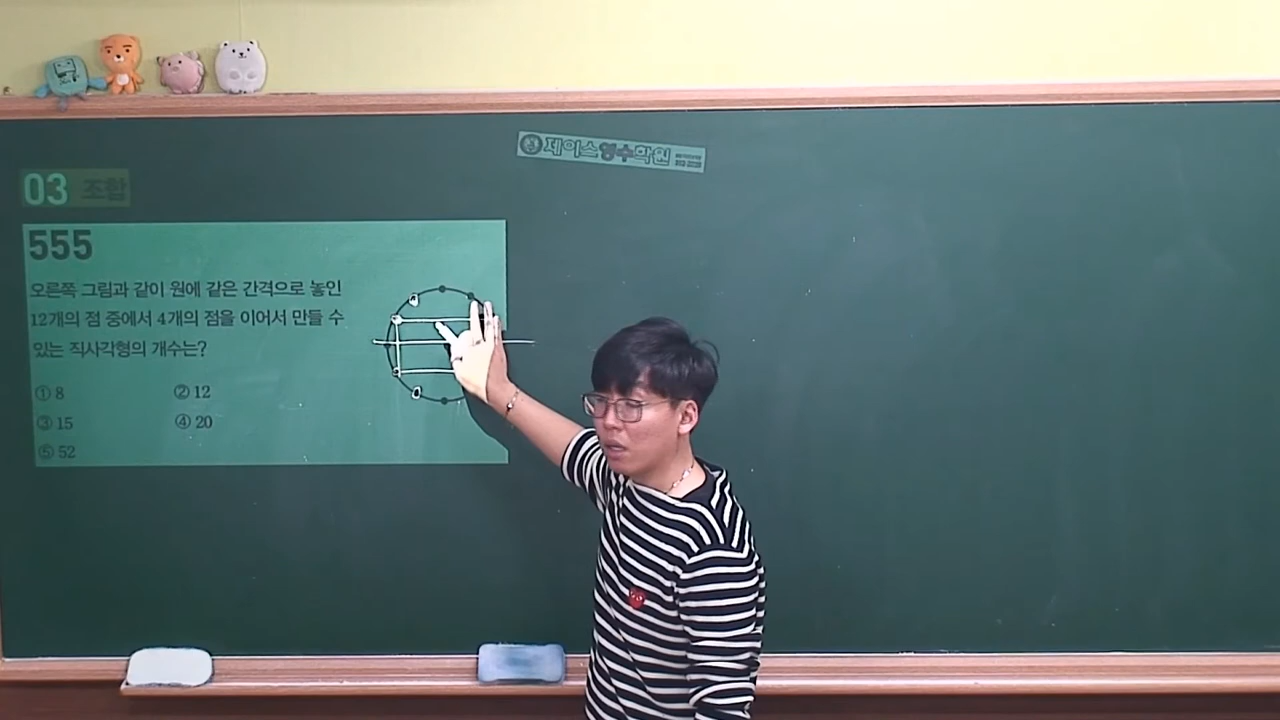 제이스영수학원
03 조합
555
오른쪽 그림과 같이 원에 같은 간격으로 놓인
12개의 점 중에서 4개의 점을 이어서 만들 수
있는 직사각형의 개수는?
① 8 ② 12
③ 15 ④ 20
⑤ 52